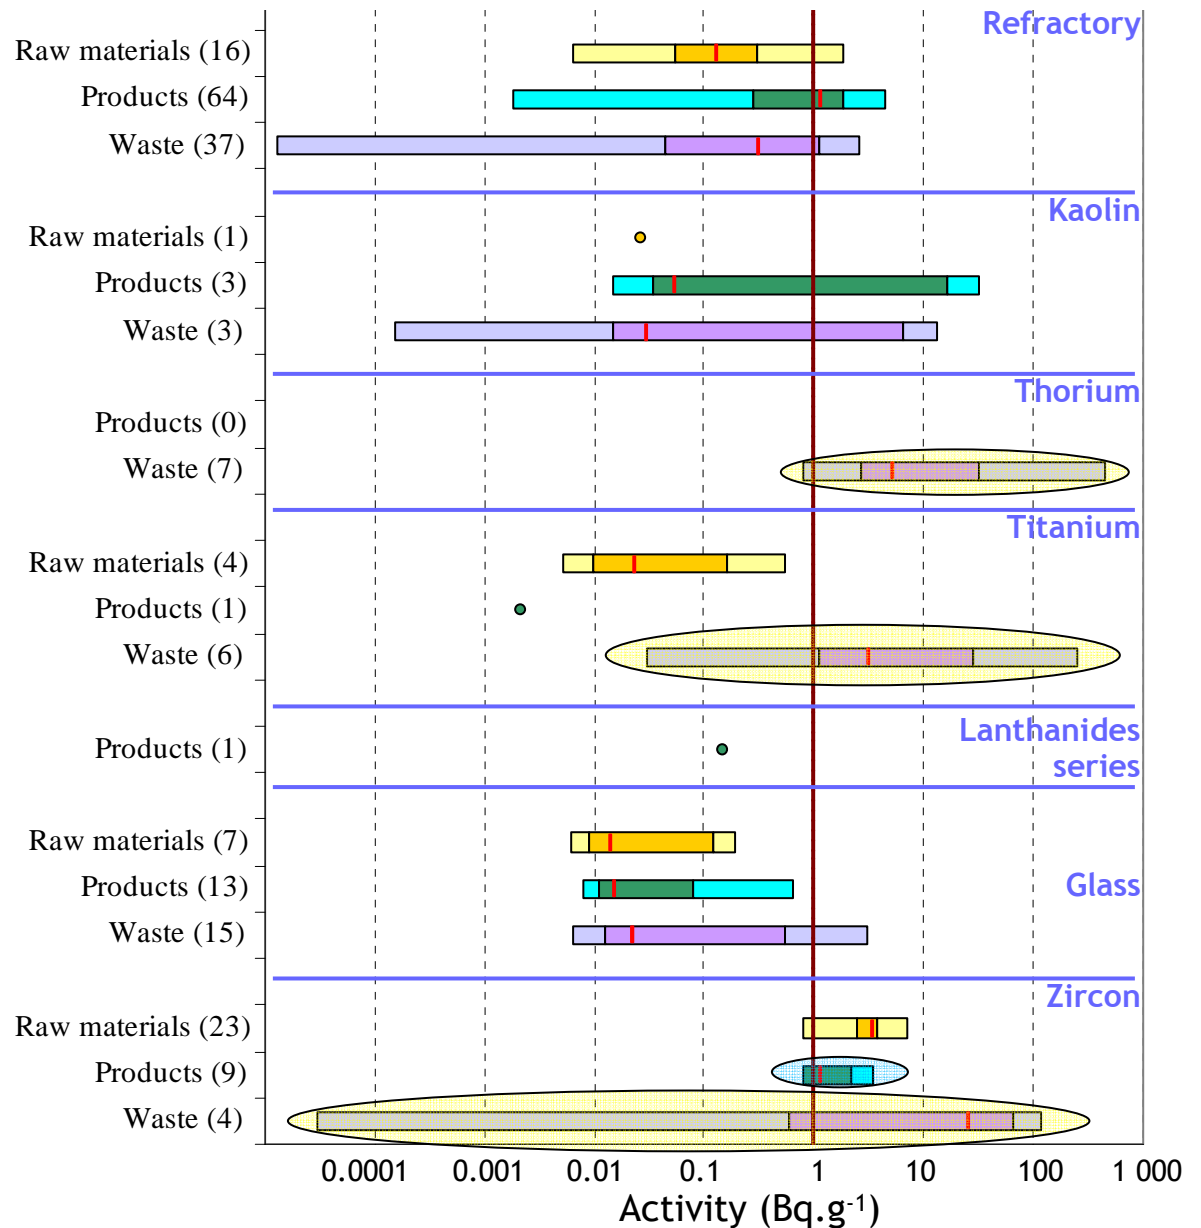 Refractory
Raw materials (16)
Products (64)
Waste (37)
Kaolin
Raw materials (1)
Products (3)
Waste (3)
Thorium
Products (0)
Waste (7)
Titanium
Raw materials (4)
Products (1)
Waste (6)
Lanthanides
series
Products (1)
Raw materials (7)
Products (13)
Glass
Waste (15)
Zircon
Raw materials (23)
Products (9)
Waste (4)
0.0001 0.001 0.01 0.1 1 10 100 1 000
Activity (Bq.g-1)